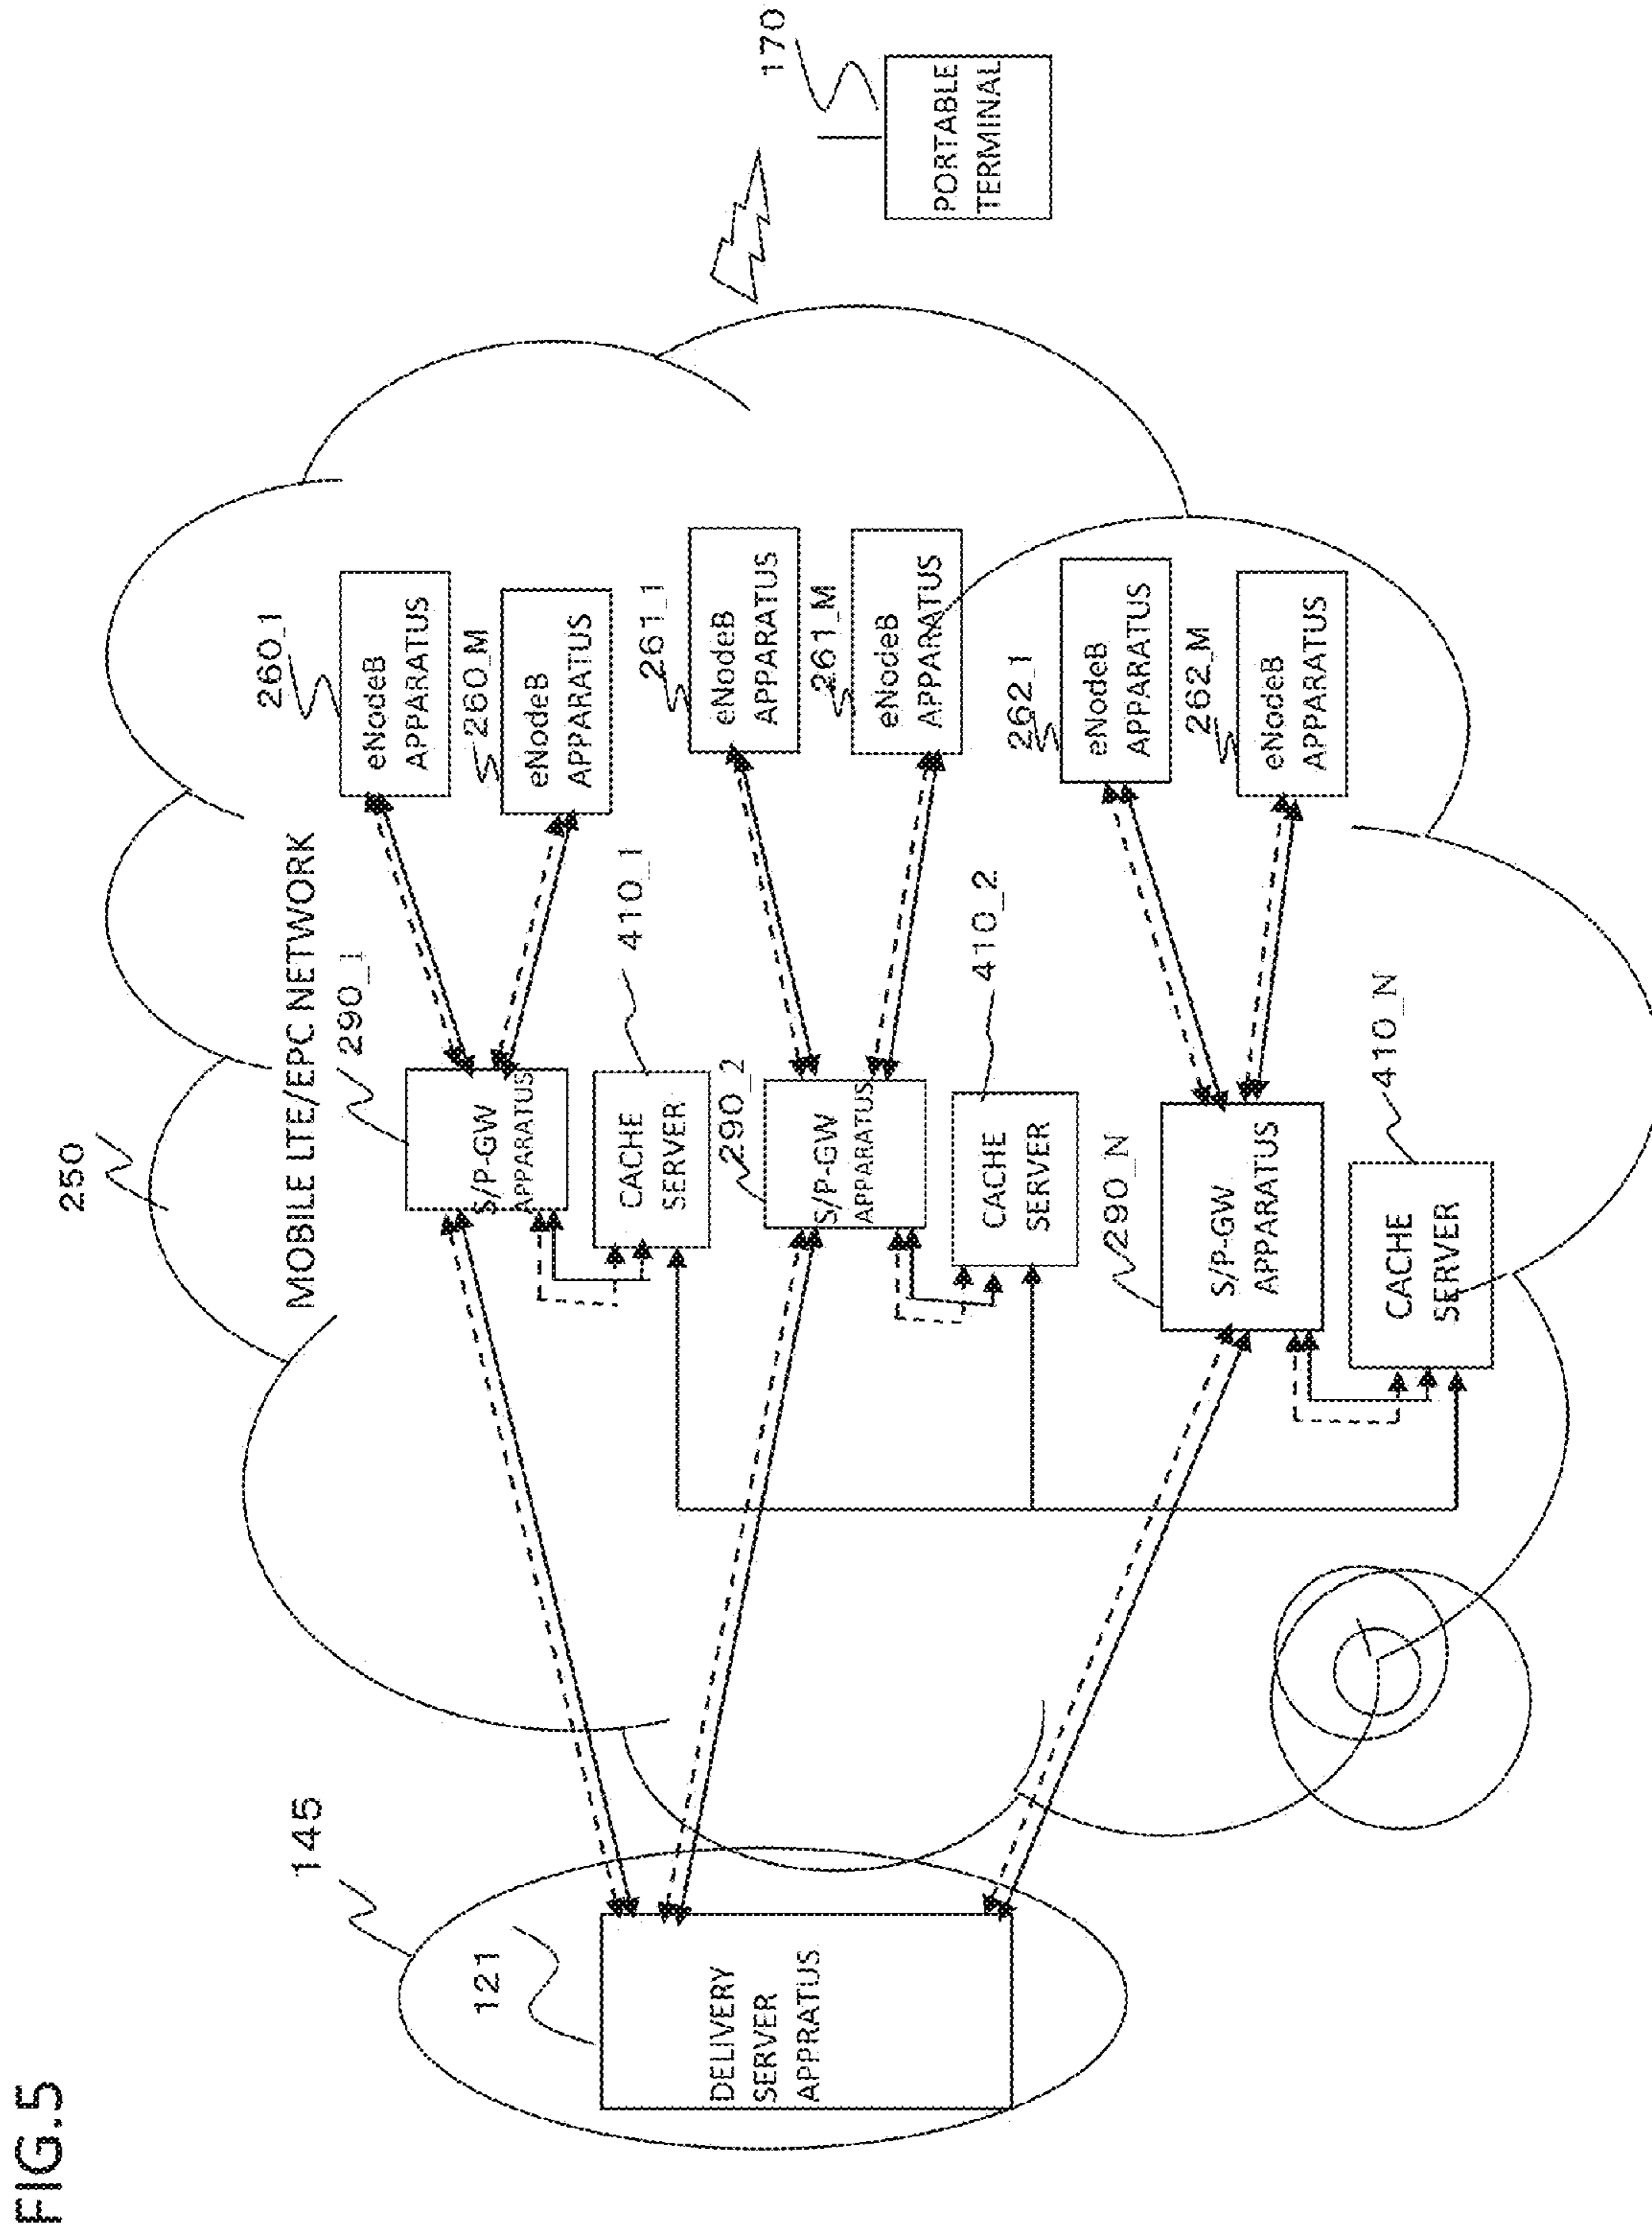 FIG.5
145
121
DELIVERY
SERVER
APPRATUS
250
MOBILE LTE/EPC NETWORK
290_1
S/P-GW
APPARATUS
410_1
CACHE
SERVER
290_2
S/P-GW
APPARATUS
410_2
CACHE
SERVER
290_N
S/P-GW
APPARATUS
410_N
CACHE
SERVER
260_1
eNodeB
APPARATUS
260_M
eNodeB
APPARATUS
261_1
eNodeB
APPARATUS
261_M
eNodeB
APPARATUS
262_1
eNodeB
APPARATUS
262_M
eNodeB
APPARATUS
170
PORTABLE
TERMINAL